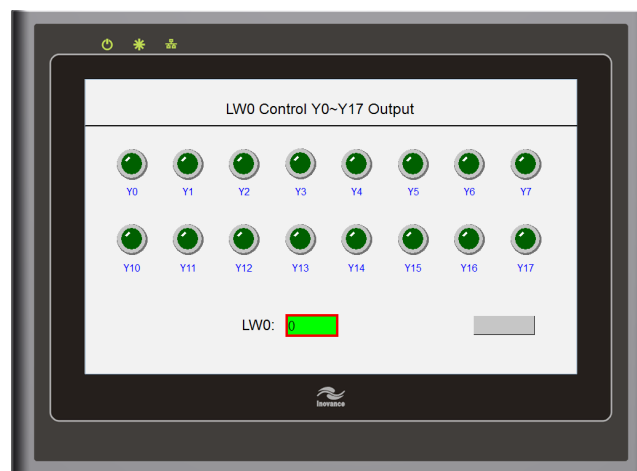 LW0 Control Y0~Y17 Output
Y0 Y1 Y2 Y3 Y4 Y5 Y6 Y7
Y10 Y11 Y12 Y13 Y14 Y15 Y16 Y17
LW0: 0
Inovance